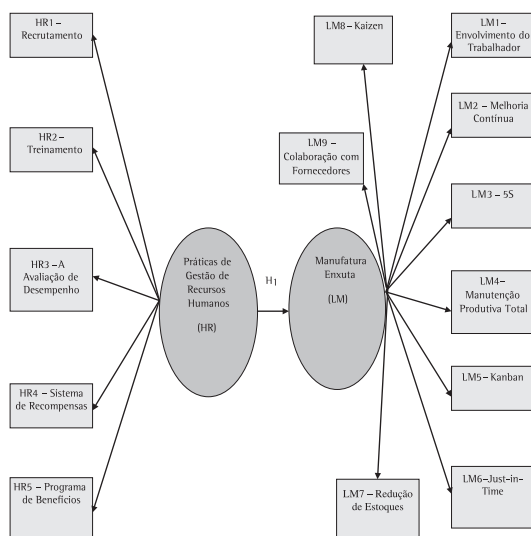 HR1 –
Recrutamento
HR2 –
Treinamento
HR3 – A
Avaliação de
Desempenho
HR4 – Sistema
de Recompensas
HR5 – Programa
de Benefícios
Práticas de
Gestão de
Recursos
Humanos
(HR)
H1
Manufatura
Enxuta
(LM)
LM8 – Kaizen
LM9 –
Colaboração com
Fornecedores
LM7 – Redução
de Estoques
LM1 –
Envolvimento do
Trabalhador
LM2 – Melhoria
Contínua
LM3 – 5S
LM4 –
Manutenção
Produtiva Total
LM5 – Kanban
LM6 – Just-in-
Time